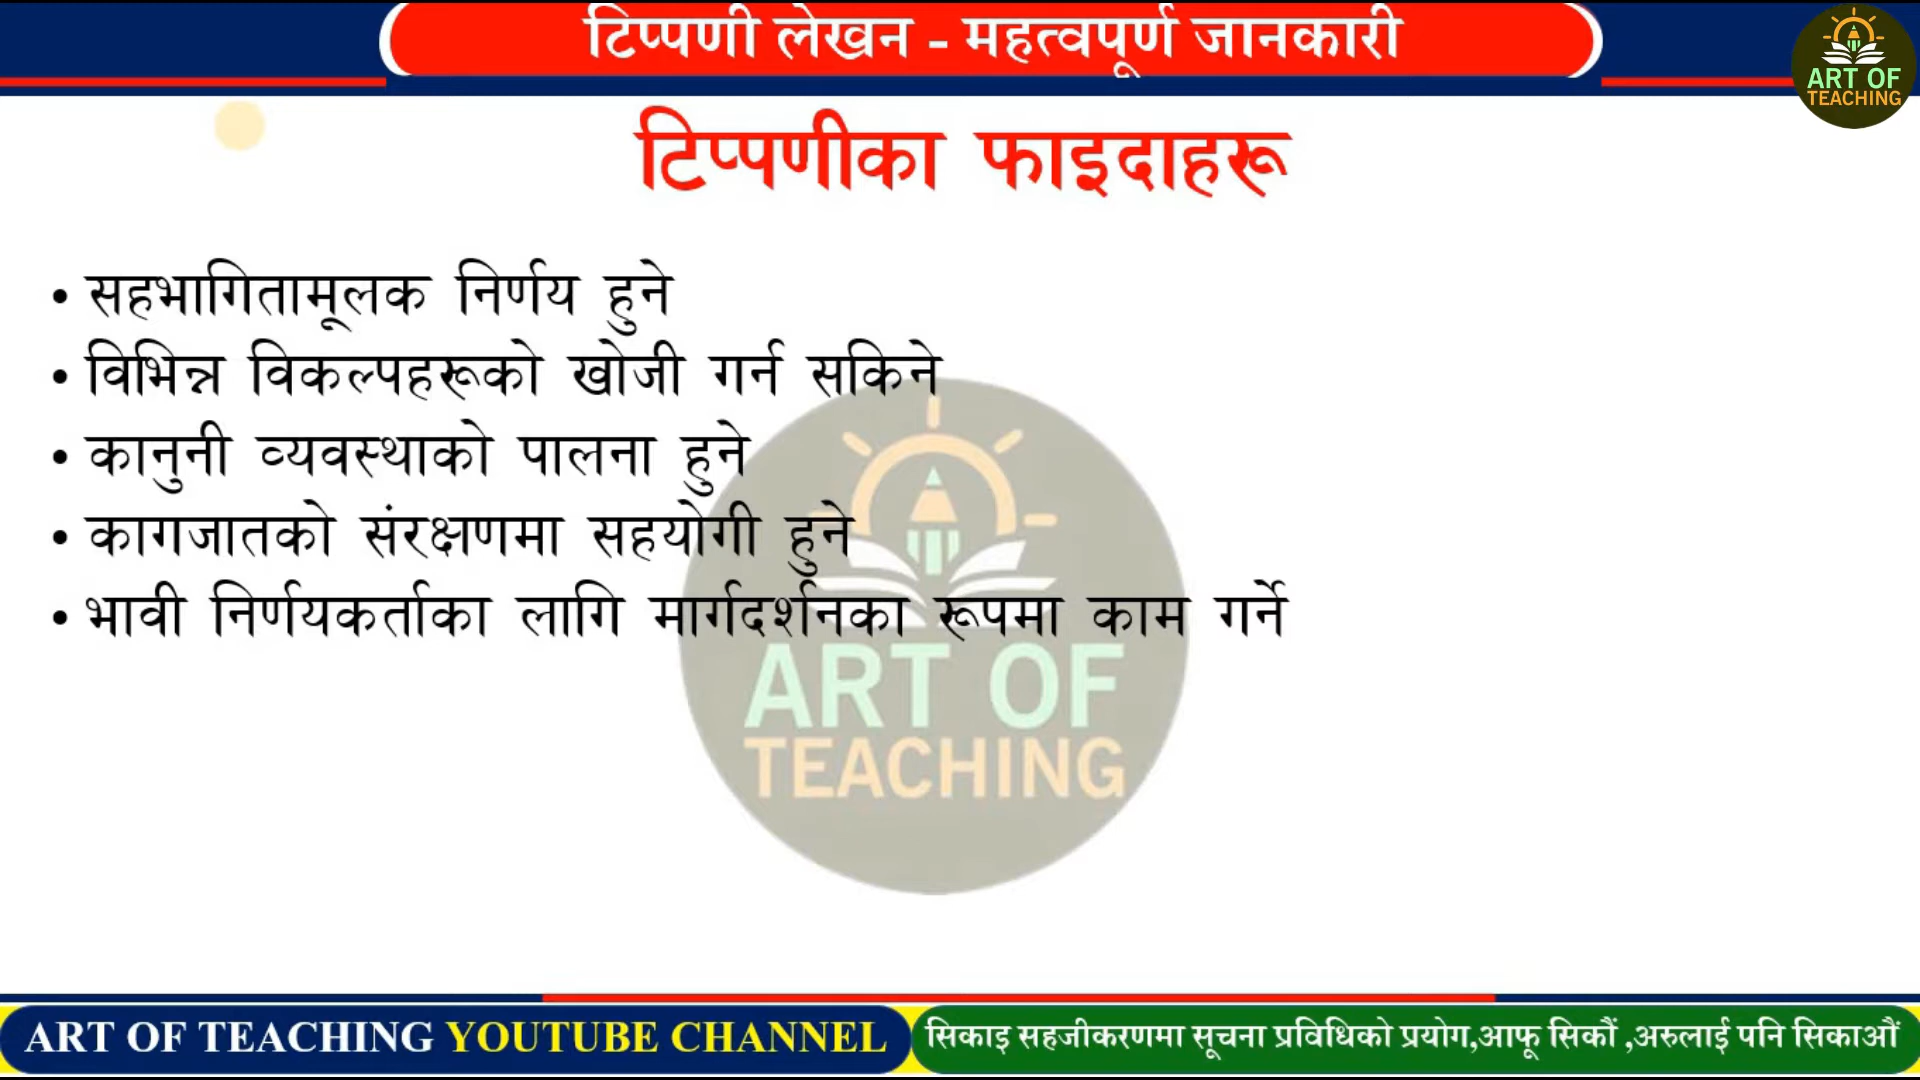 टिप्पणी लेखन - महत्वपूर्ण जानकारी
ART OF
TEACHING
टिप्पणीका फाइदाहरू
• सहभागितामूलक निर्णय हुने
• विभिन्न विकल्पहरूको खोजी गर्न सकिने
• कानुनी व्यवस्थाको पालना हुने
• कागजातको संरक्षणमा सहयोगी हुने
• भावी निर्णयकर्ताका लागि मार्गदर्शनका रूपमा काम गर्ने
ART OF
TEACHING
ART OF TEACHING YOUTUBE CHANNEL
सिकाइ सहजीकरणमा सूचना प्रविधिको प्रयोग,आफू सिकौं ,अरुलाई पनि सिकाऔं